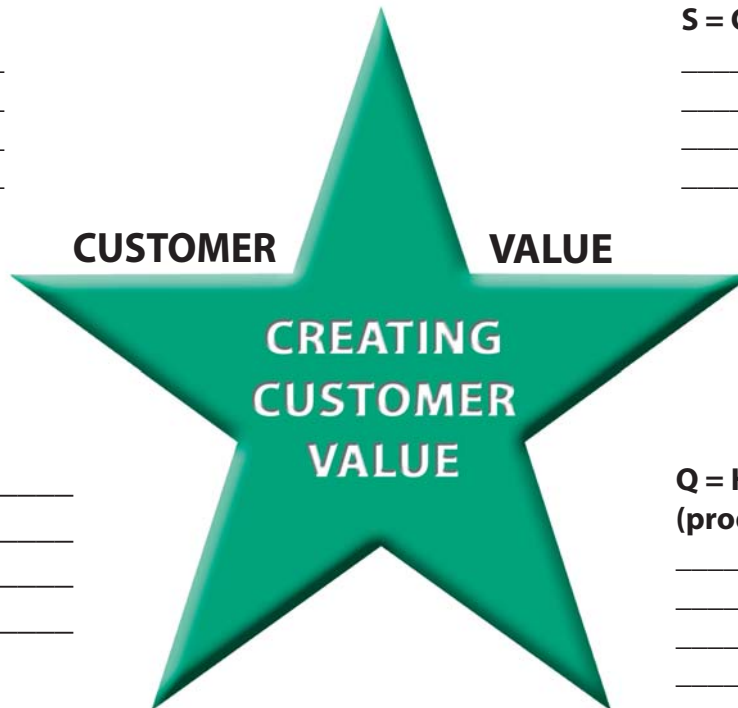 S =
CUSTOMER VALUE
CREATING
CUSTOMER
VALUE
Q =